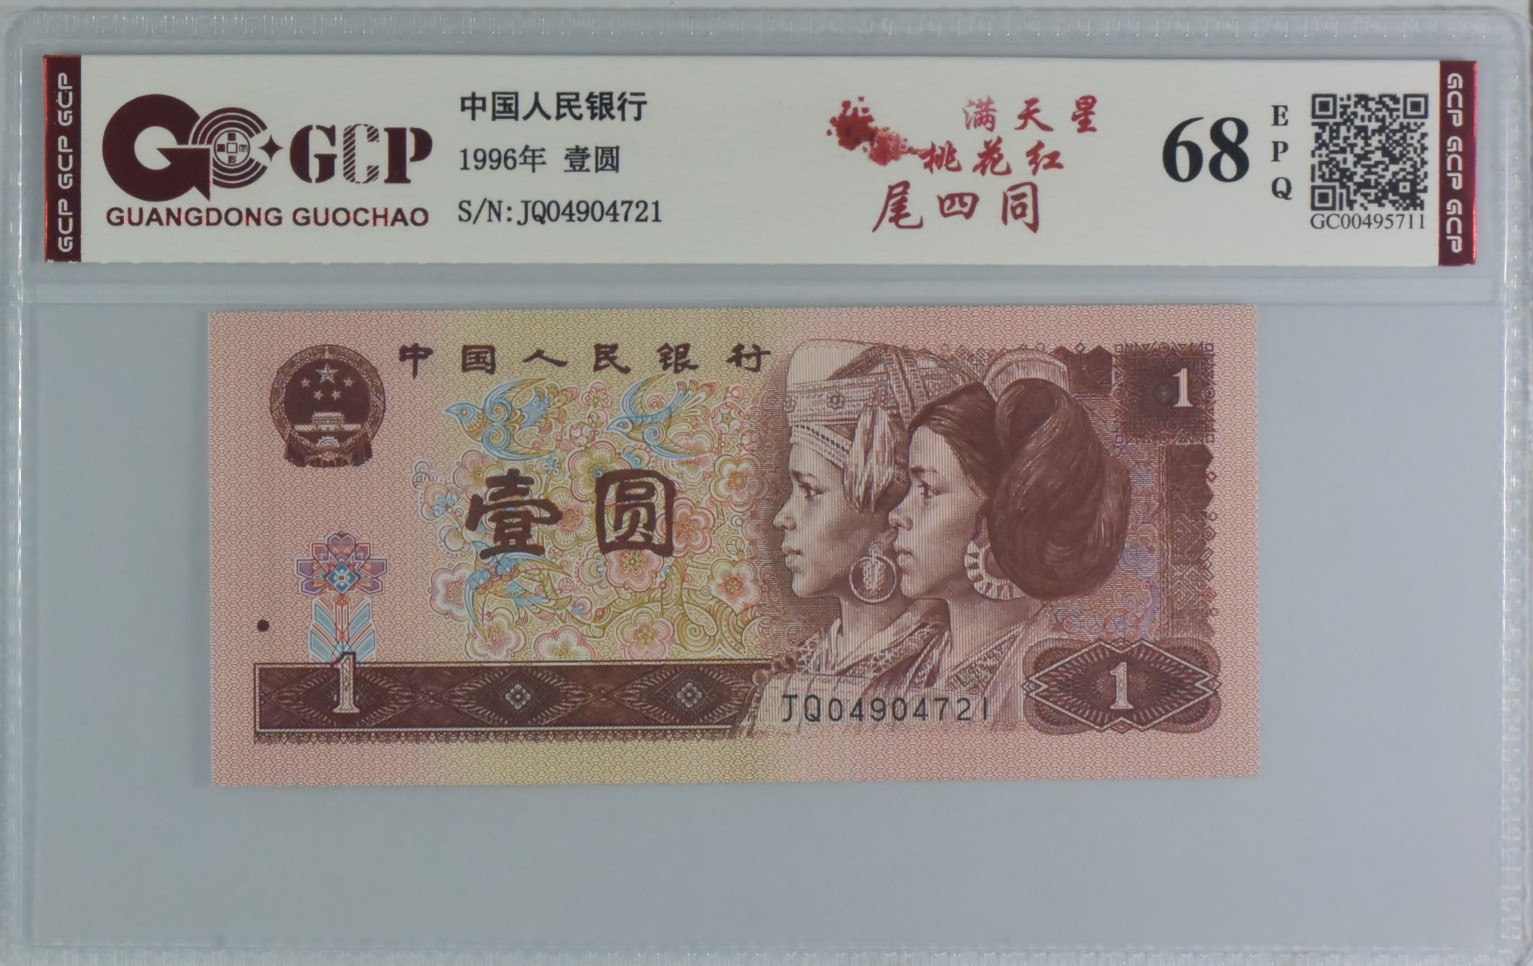 GCP GCP GCP
GCP
GUANGDONG GUOCHAO
中国人民银行
1996年 壹圆
S/N:JQ04904721
满天星
桃花红
尾四同
68
EPQ
GC00495711
GCP GCP GCP
中国人民银行
1
壹圆
1
JQ04904721
1